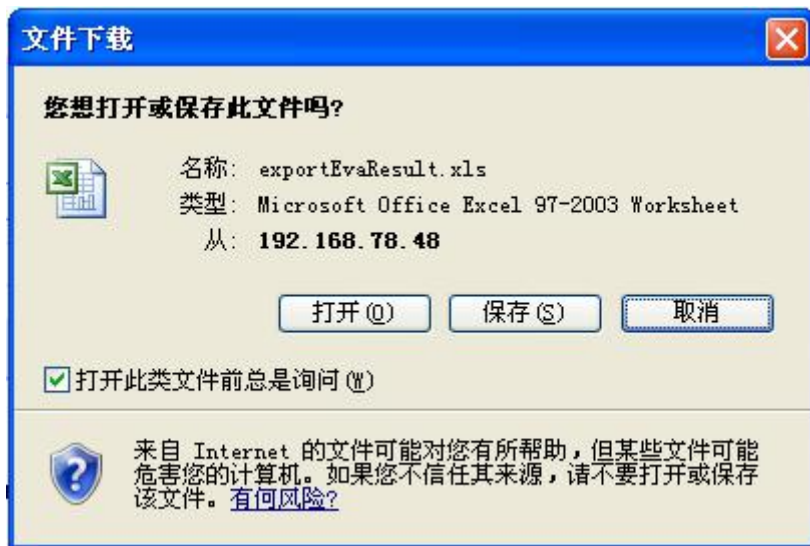 文件下载
您想打开或保存此文件吗?
名称: exportEvaResult.xls
类型: Microsoft Office Excel 97-2003 Worksheet
从: 192.168.78.48
打开(O) 保存(S) 取消
打开此类文件前总是询问(W)
来自 Internet 的文件可能对您有所帮助，但某些文件可能
危害您的计算机。如果您不信任其来源，请不要打开或保存
该文件。有何风险?